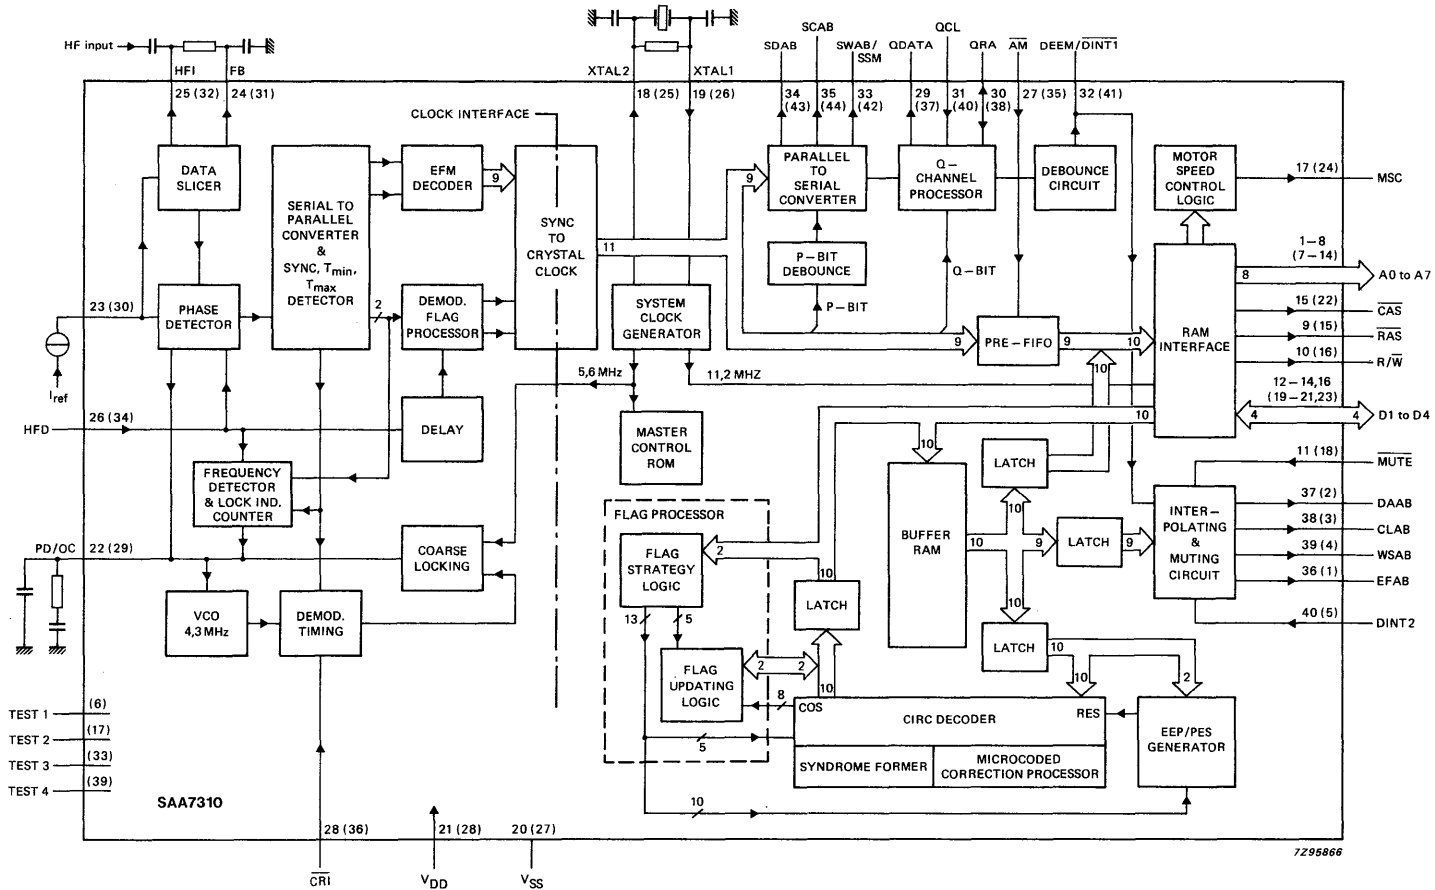 HF input
HFI
FB
25 (32)
24 (31)
XTAL2
XTAL1
18 (25)
19 (26)
SDAB
SCAB
SWAB/
SSM
QDATA
QCL
QRA
AM
DEEM/DINT1
34
(43)
35
(44)
33
(42)
29
(37)
31
(40)
30
(38)
27 (35)
32 (41)
CLOCK INTERFACE
DATA
SLICER
SERIAL TO
PARALLEL
CONVERTER
&
SYNC, Tmin,
Tmax
DETECTOR
EFM
DECODER
9
SYNC
TO
CRYSTAL
CLOCK
11
9
PARALLEL
TO
SERIAL
CONVERTER
Q-
CHANNEL
PROCESSOR
DEBOUNCE
CIRCUIT
MOTOR
SPEED
CONTROL
LOGIC
17 (24)
MSC
P-BIT
DEBOUNCE
Q-BIT
P-BIT
1-8
(7-14)
8
A0 to A7
23 (30)
PHASE
DETECTOR
2
DEMOD.
FLAG
PROCESSOR
SYSTEM
CLOCK
GENERATOR
9
PRE-FIFO
9
10
RAM
INTERFACE
15 (22)
CAS
9 (15)
RAS
10 (16)
R/W
Iref
5,6 MHz
11,2 MHZ
10
12-14,16
(19-21,23)
10
4
4
D1 to D4
26 (34)
HFD
DELAY
MASTER
CONTROL
ROM
10
LATCH
11 (18)
MUTE
FREQUENCY
DETECTOR
& LOCK IND.
COUNTER
FLAG PROCESSOR
BUFFER
RAM
10
10
9
LATCH
9
INTER-
POLATING
&
MUTING
CIRCUIT
37 (2)
DAAB
38 (3)
CLAB
39 (4)
WSAB
36 (1)
EFAB
40 (5)
DINT2
PD/OC
22 (29)
COARSE
LOCKING
FLAG
STRATEGY
LOGIC
2
10
LATCH
10
VCO
4,3 MHz
DEMOD.
TIMING
13
5
LATCH
10
FLAG
UPDATING
LOGIC
2
2
10
10
2
8
COS
CIRC DECODER
RES
EEP/PES
GENERATOR
5
SYNDROME FORMER
MICROCODED
CORRECTION PROCESSOR
10
TEST 1
(6)
TEST 2
(17)
TEST 3
(33)
TEST 4
(39)
SAA7310
28 (36)
21 (28)
20 (27)
CRI
VDD
VSS
7Z95866